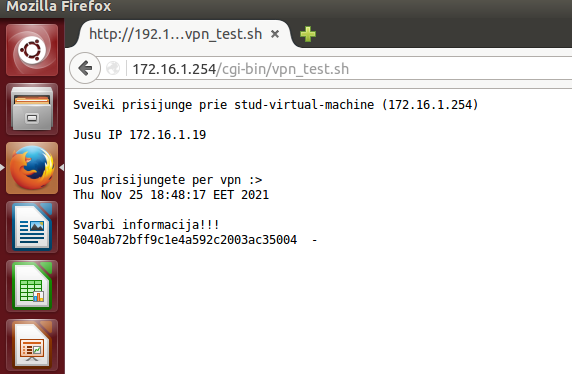 Mozilla Firefox
http://192.1...vpn_test.sh
172.16.1.254/cgi-bin/vpn_test.sh
Sveiki prisijunge prie stud-virtual-machine (172.16.1.254)
Jusu IP 172.16.1.19
Jus prisijungete per vpn :>
Thu Nov 25 18:48:17 EET 2021
Svarbi informacija!!!
5040ab72bff9c1e4a592c2003ac35004  -